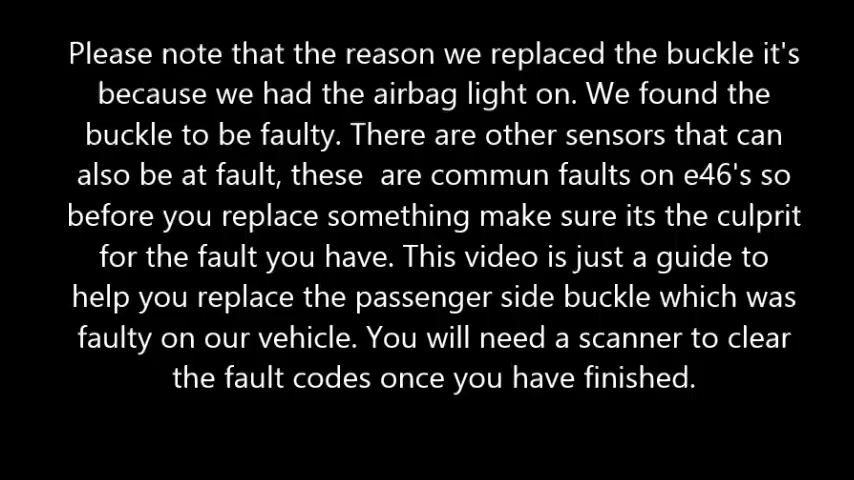 Please note that the reason we replaced the buckle it's
because we had the airbag light on. We found the
buckle to be faulty. There are other sensors that can
also be at fault, these  are commun faults on e46's so
before you replace something make sure its the culprit
for the fault you have. This video is just a guide to
help you replace the passenger side buckle which was
faulty on our vehicle. You will need a scanner to clear
the fault codes once you have finished.